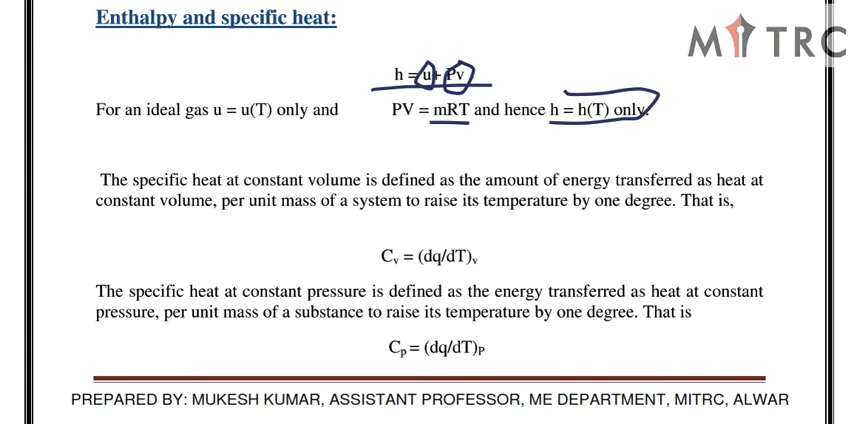 Enthalpy and specific heat:
MITRC
h = u+ Pv
For an ideal gas u = u(T) only and PV = mRT and hence h = h(T) only.
The specific heat at constant volume is defined as the amount of energy transferred as heat at
constant volume, per unit mass of a system to raise its temperature by one degree. That is,
Cᵥ = (dq/dT)ᵥ
The specific heat at constant pressure is defined as the energy transferred as heat at constant
pressure, per unit mass of a substance to raise its temperature by one degree. That is
Cₚ = (dq/dT)P
PREPARED BY: MUKESH KUMAR, ASSISTANT PROFESSOR, ME DEPARTMENT, MITRC, ALWAR